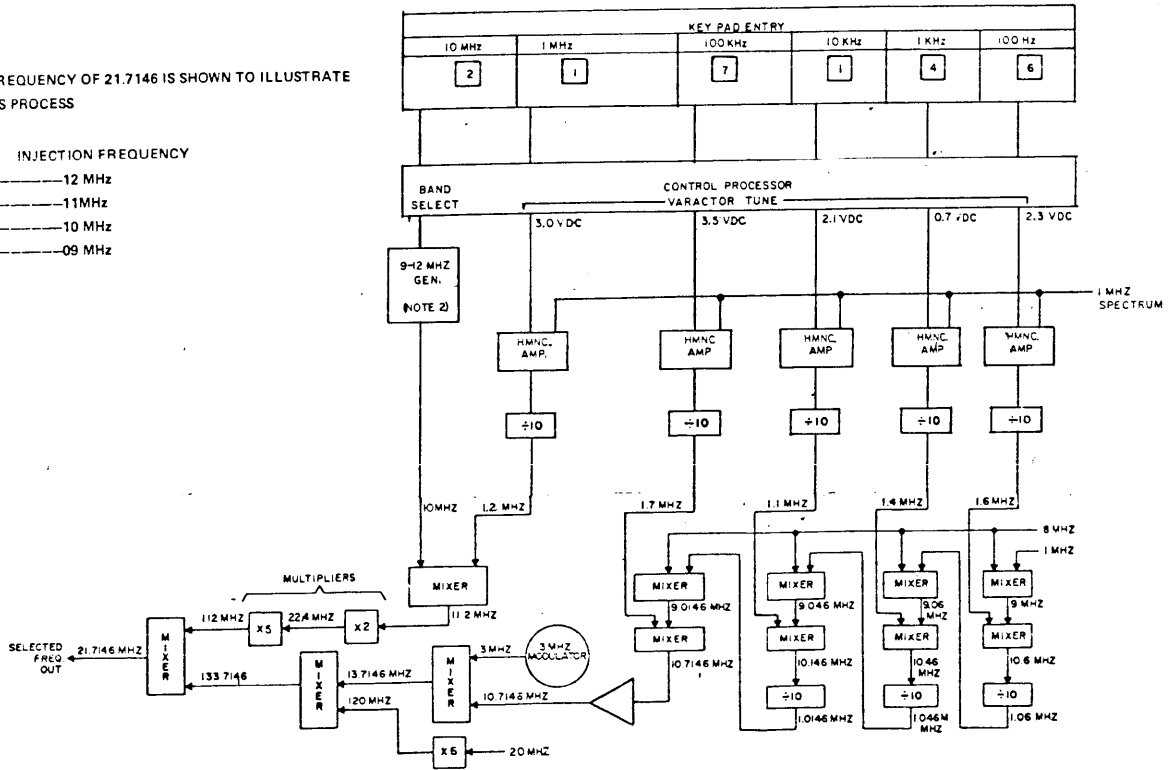 KEY PAD ENTRY
10 MHz 1 MHz 100 KHz 10 KHz 1 KHz 100 Hz
2 1 7 1 4 6
REQUENCY OF 21.7146 IS SHOWN TO ILLUSTRATE
S PROCESS
INJECTION FREQUENCY
12 MHz
11MHz
10 MHz
09 MHz
BAND SELECT
CONTROL PROCESSOR
VARACTOR TUNE
3.0 VDC 3.5 VDC 2.1 VDC 0.7 VDC 2.3 VDC
9-12 MHZ
GEN.
(NOTE 2)
1 MHZ
SPECTRUM
HMNC. AMP.
HMNC AMP
HMNC. AMP
HMNC. AMP
HMNC. AMP
÷10 ÷10 ÷10 ÷10 ÷10
10MHZ 1.2 MHZ 1.7 MHZ 1.1 MHZ 1.4 MHZ 1.6 MHZ
8 MHZ
1 MHZ
MIXER MIXER MIXER MIXER MIXER
9.0146 MHZ 9.046 MHZ 9.06 MHZ 9 MHZ
MIXER MIXER MIXER MIXER
10.7146 MHZ 10.146 MHZ 10.46 MHZ 10.6 MHZ
÷10 ÷10 ÷10
1.0146 MHZ 1.046M MHZ 1.06 MHZ
MULTIPLIERS
11.2 MHZ
X5 X2
112 MHZ 22.4 MHZ
SELECTED
FREQ
OUT
21.7146 MHZ
MIXER
133.7146
MIXER
13.7146 MHZ
120 MHZ
MIXER
3 MHZ
3 MHZ
MODULATOR
10.7146 MHZ
X6
20 MHZ